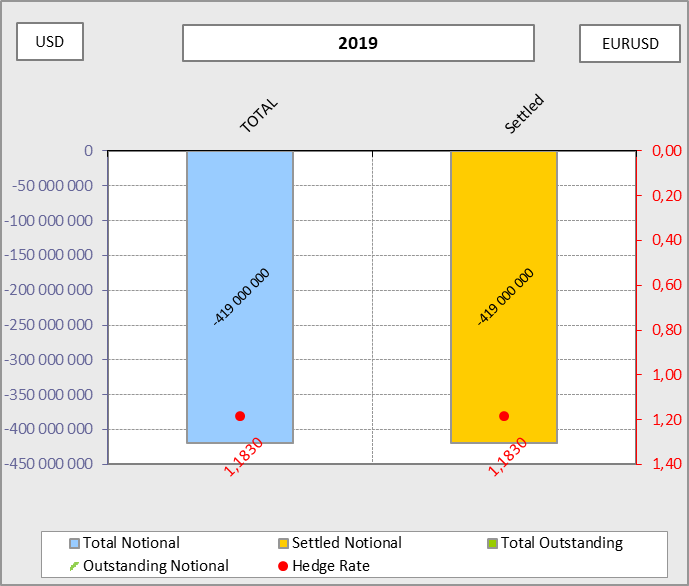 USD
2019
EURUSD
TOTAL
Settled
0
-50 000 000
-100 000 000
-150 000 000
-200 000 000
-250 000 000
-300 000 000
-350 000 000
-400 000 000
-450 000 000
-419 000 000
-419 000 000
1,1830
1,1830
0,00
0,20
0,40
0,60
0,80
1,00
1,20
1,40
Total Notional
Settled Notional
Total Outstanding
Outstanding Notional
Hedge Rate